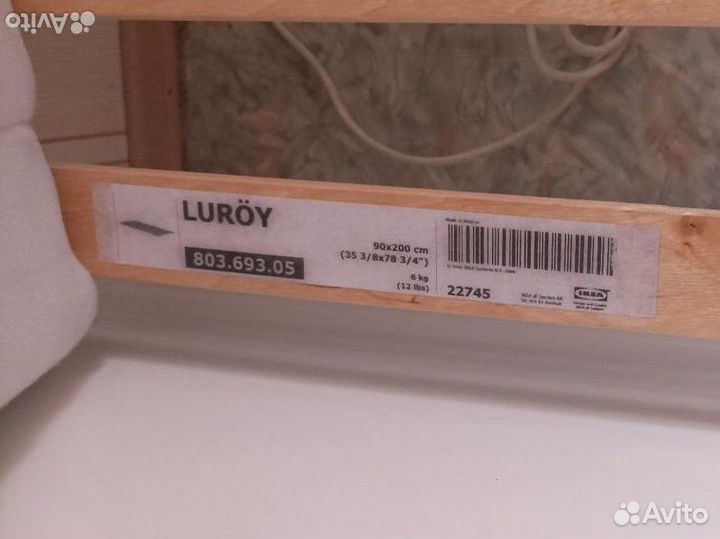 Avito
LURÖY
803.693.05
90x200 cm
(35 3/8x78 3/4")
6 kg
(12 lbs)
22745
IKEA
Avito